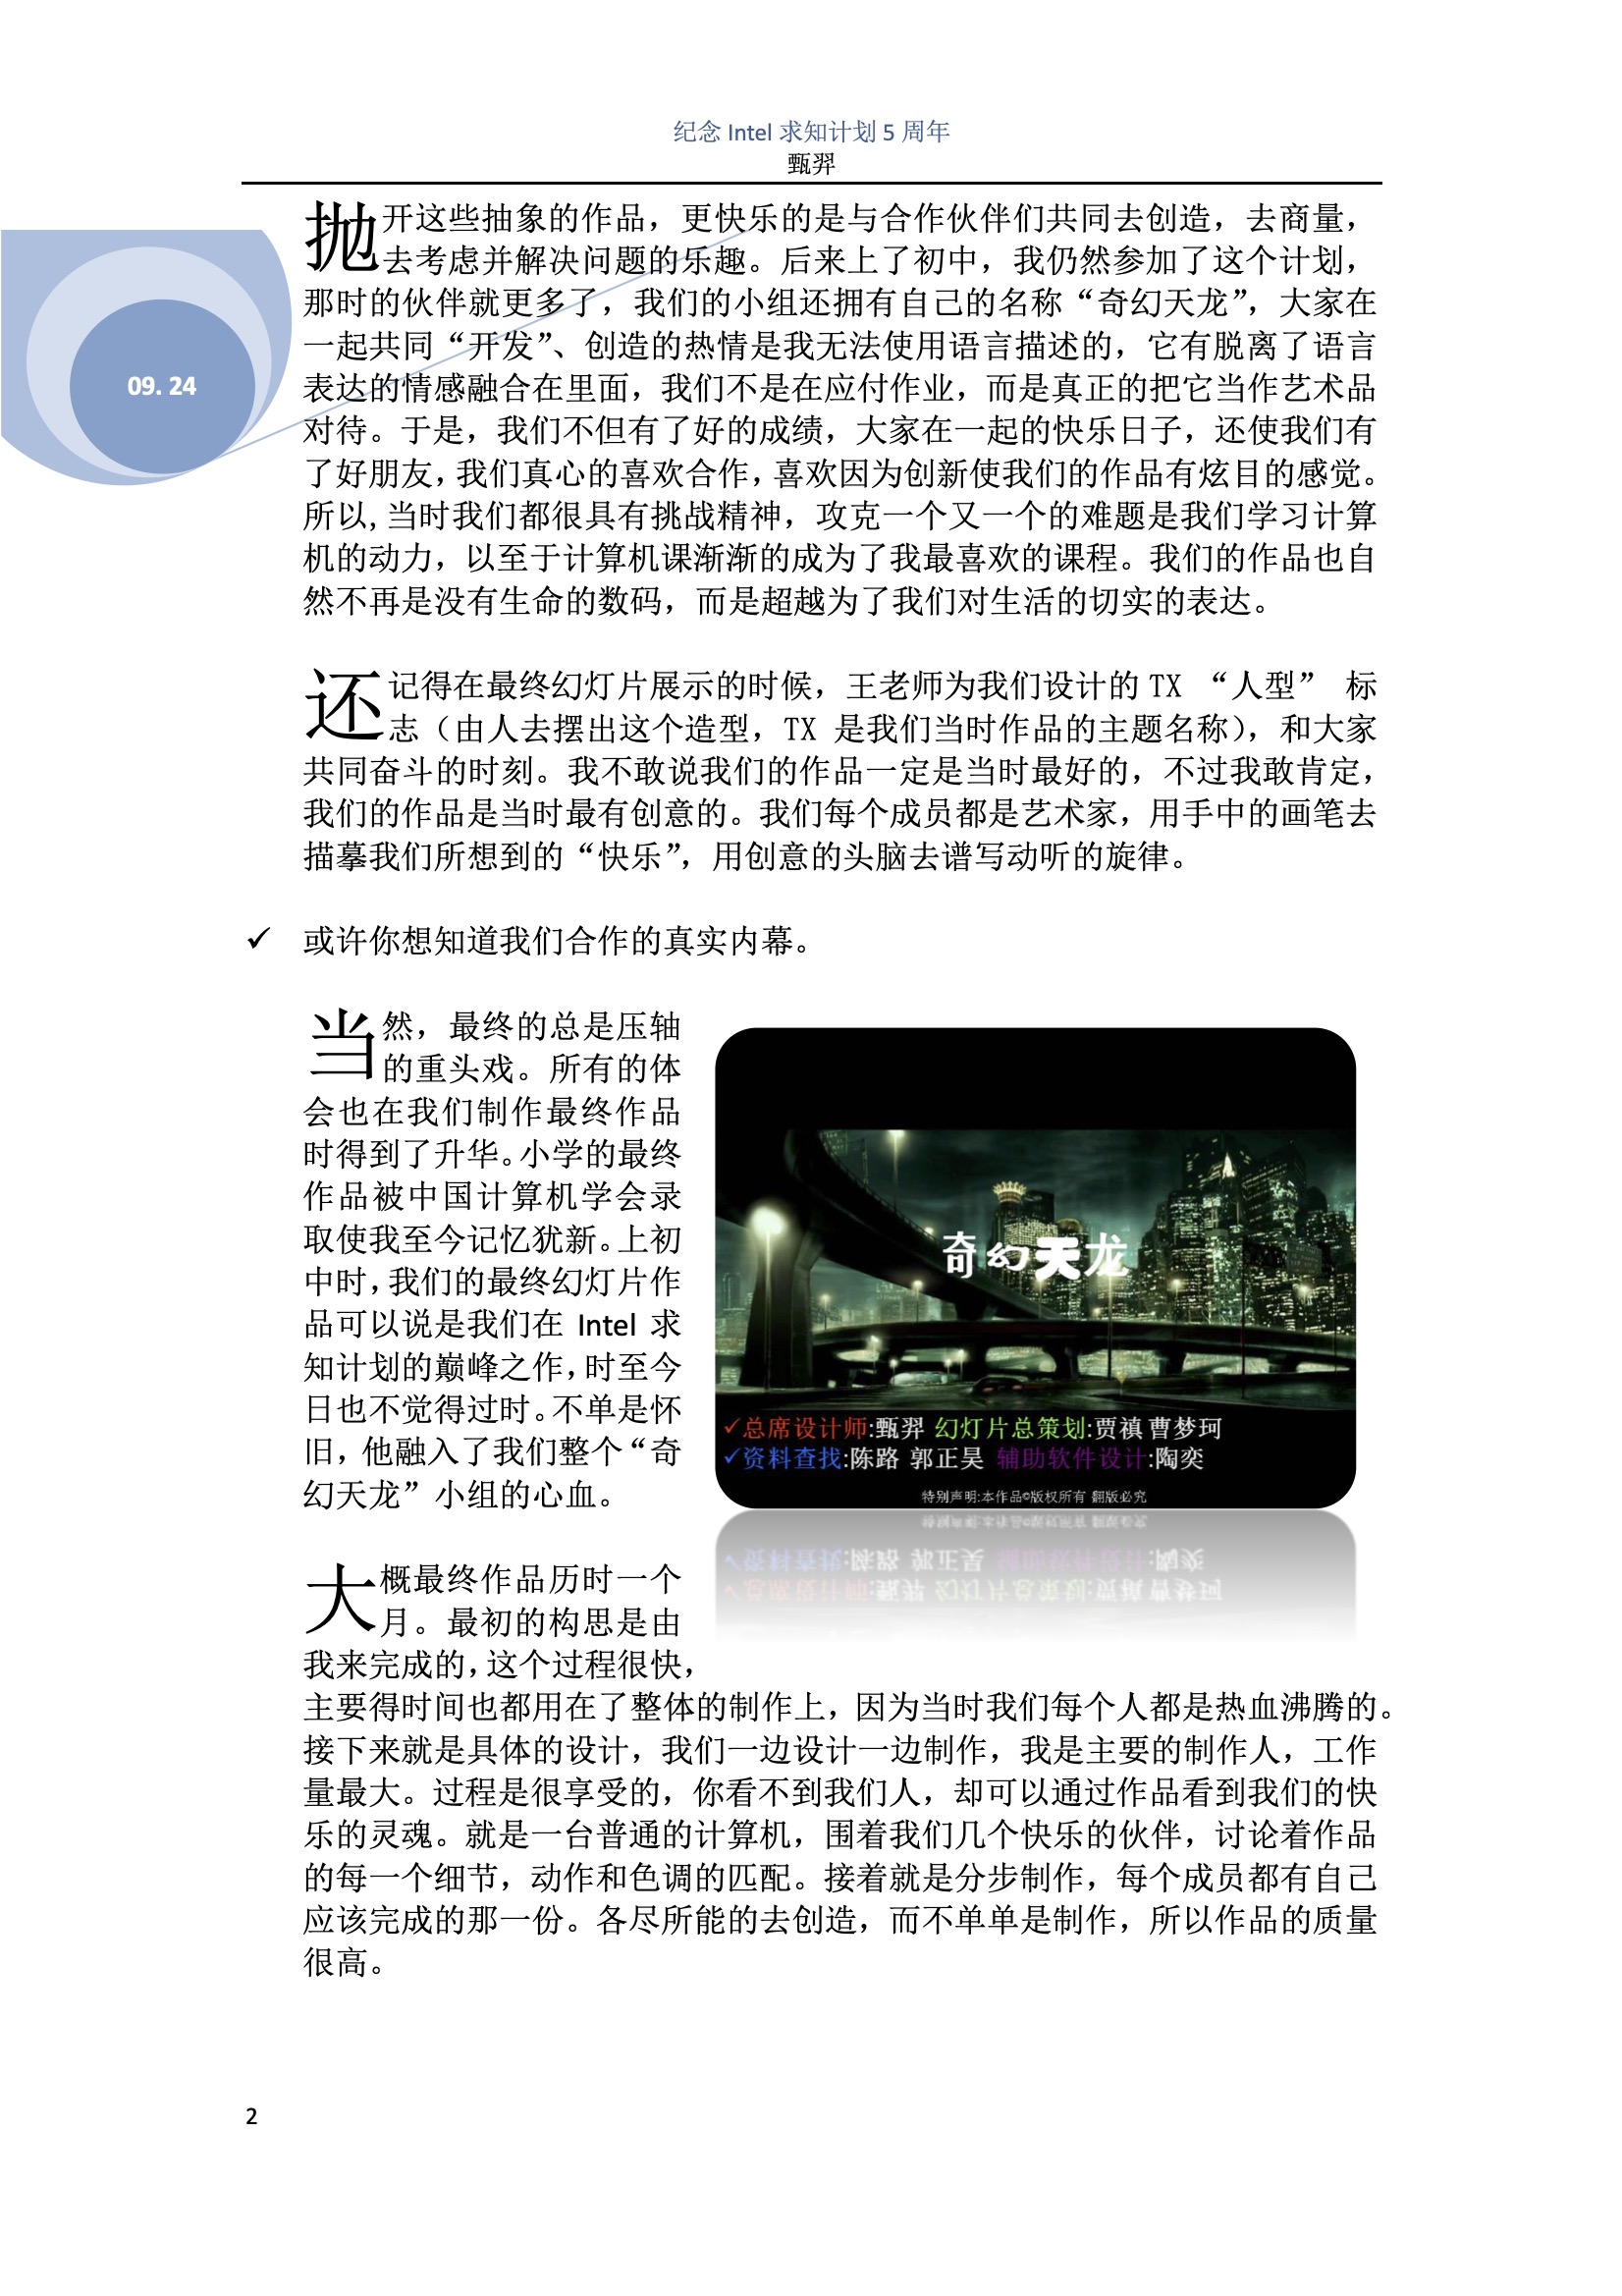 纪念 Intel 求知计划 5 周年
甄羿
09. 24
抛开这些抽象的作品，更快乐的是与合作伙伴们共同去创造，去商量，
去考虑并解决问题的乐趣。后来上了初中，我仍然参加了这个计划，
那时的伙伴就更多了，我们的小组还拥有自己的名称“奇幻天龙”，大家在
一起共同“开发”、创造的热情是我无法使用语言描述的，它有脱离了语言
表达的情感融合在里面，我们不是在应付作业，而是真正的把它当作艺术品
对待。于是，我们不但有了好的成绩，大家在一起的快乐日子，还使我们有
了好朋友，我们真心的喜欢合作，喜欢因为创新使我们的作品有炫目的感觉。
所以，当时我们都很具有挑战精神，攻克一个又一个的难题是我们学习计算
机的动力，以至于计算机课渐渐的成为了我最喜欢的课程。我们的作品也自
然不再是没有生命的数码，而是超越为了我们对生活的切实的表达。
还记得在最终幻灯片展示的时候，王老师为我们设计的 TX “人型” 标
志（由人去摆出这个造型，TX 是我们当时作品的主题名称），和大家
共同奋斗的时刻。我不敢说我们的作品一定是当时最好的，不过我敢肯定，
我们的作品是当时最有创意的。我们每个成员都是艺术家，用手中的画笔去
描摹我们所想到的“快乐”，用创意的头脑去谱写动听的旋律。
✓ 或许你想知道我们合作的真实内幕。
当然，最终的总是压轴
的重头戏。所有的体
会也在我们制作最终作品
时得到了升华。小学的最终
作品被中国计算机学会录
取使我至今记忆犹新。上初
中时，我们的最终幻灯片作
品可以说是我们在 Intel 求
知计划的巅峰之作，时至今
日也不觉得过时。不单是怀
旧，他融入了我们整个“奇
幻天龙”小组的心血。
奇幻天龙
✓总席设计师:甄羿 幻灯片总策划:贾禛 曹梦珂
✓资料查找:陈路 郭正昊 辅助软件设计:陶奕
特别声明:本作品©版权所有 翻版必究
大概最终作品历时一个
月。最初的构思是由
我来完成的，这个过程很快，
主要得时间也都用在了整体的制作上，因为当时我们每个人都是热血沸腾的。
接下来就是具体的设计，我们一边设计一边制作，我是主要的制作人，工作
量最大。过程是很享受的，你看不到我们人，却可以通过作品看到我们的快
乐的灵魂。就是一台普通的计算机，围着我们几个快乐的伙伴，讨论着作品
的每一个细节，动作和色调的匹配。接着就是分步制作，每个成员都有自己
应该完成的那一份。各尽所能的去创造，而不单单是制作，所以作品的质量
很高。
2